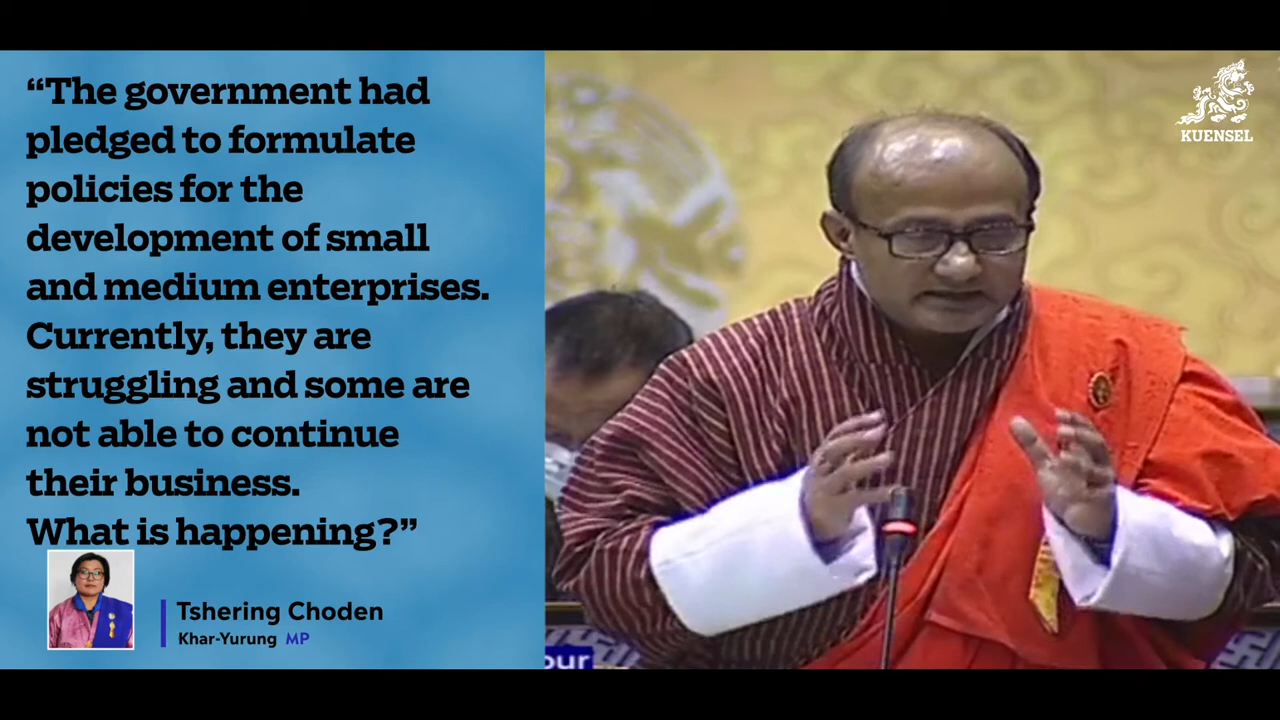 “The government had
pledged to formulate
policies for the
development of small
and medium enterprises.
Currently, they are
struggling and some are
not able to continue
their business.
What is happening?”
Tshering Choden
Khar-Yurung MP
KUENSEL
our